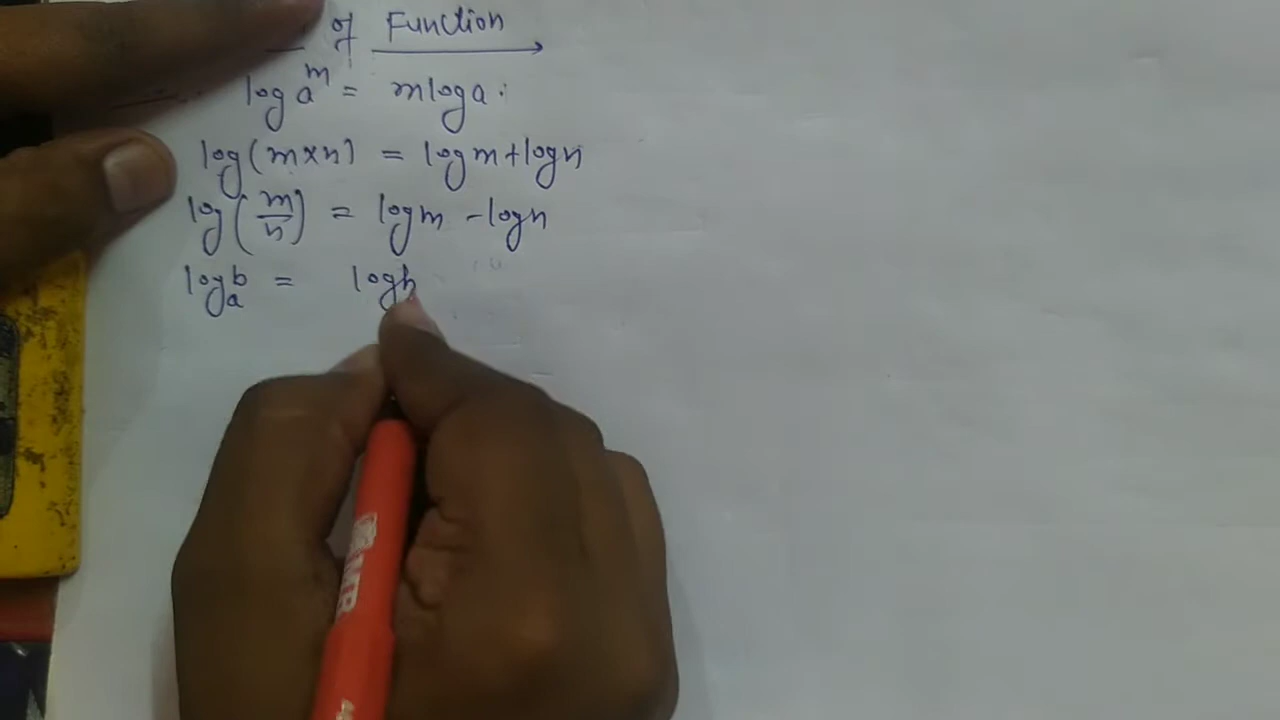 of Function
log a^m = m log a.
log(m×n) = log m + log n
log(m/n) = log m - log n
log_a b = log b